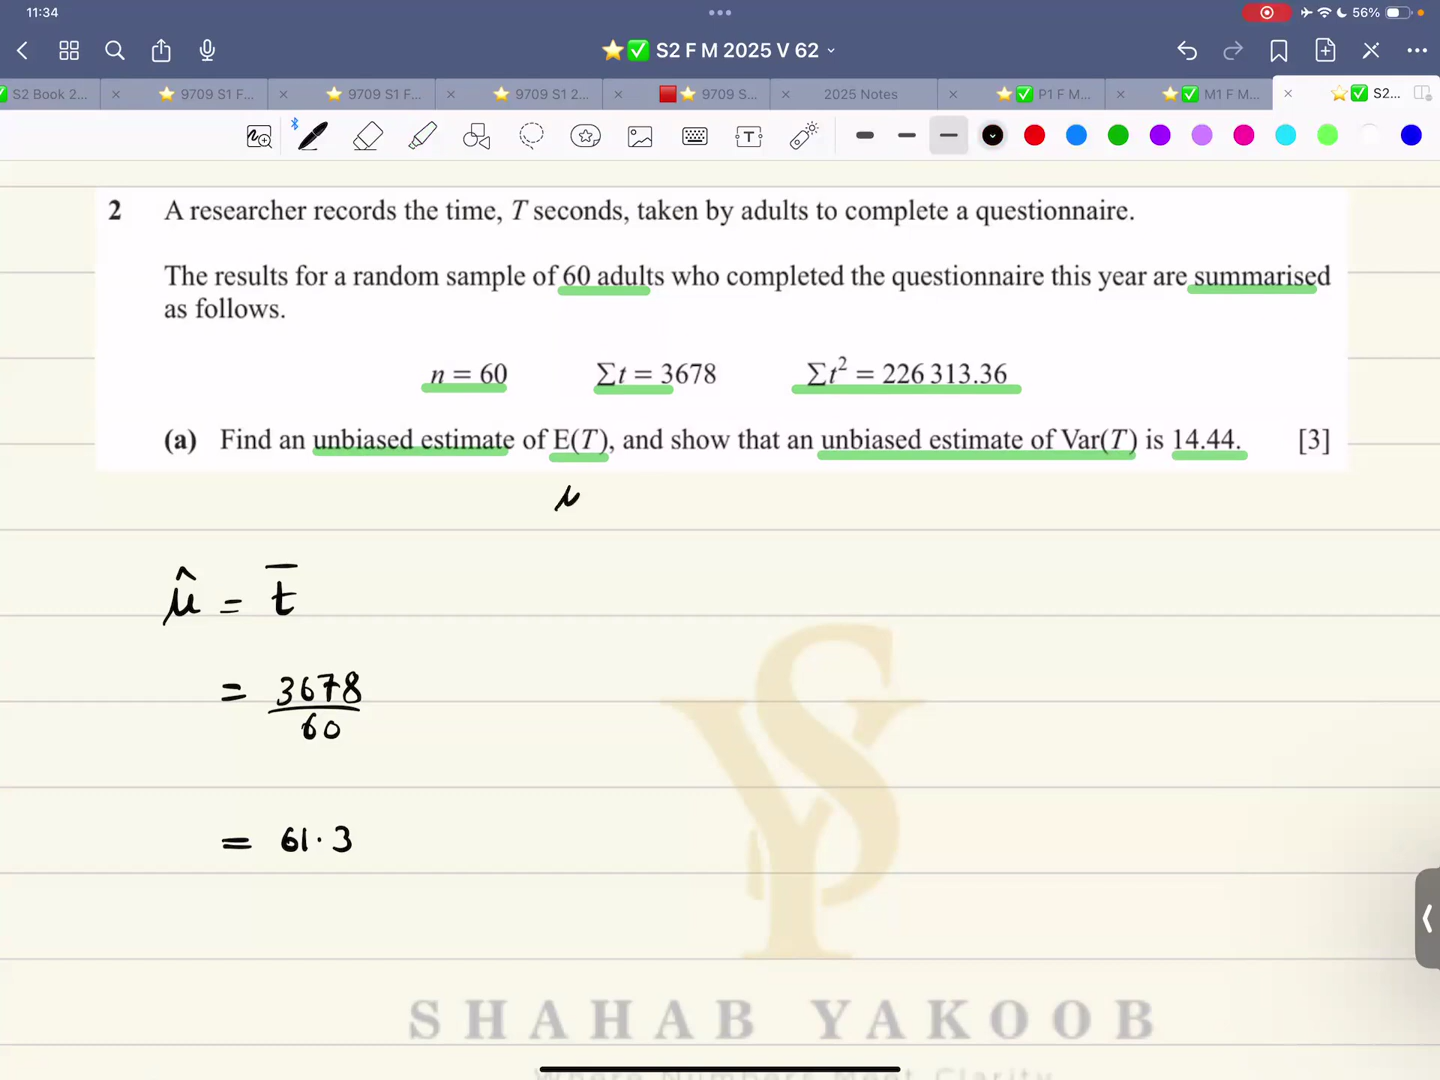 11:34
56%
S2 F M 2025 V 62
S2 Book 2...
9709 S1 F...
9709 S1 F...
9709 S1 2...
9709 S...
2025 Notes
P1 F M...
M1 F M...
S2...
2 A researcher records the time, T seconds, taken by adults to complete a questionnaire.
The results for a random sample of 60 adults who completed the questionnaire this year are summarised
as follows.
n = 60 Σt = 3678 Σt² = 226 313.36
(a) Find an unbiased estimate of E(T), and show that an unbiased estimate of Var(T) is 14.44. [3]
μ
μ̂ = t̄
= 3678/60
= 61.3
SHAHAB YAKOOB
Where Numbers Meet Clarity